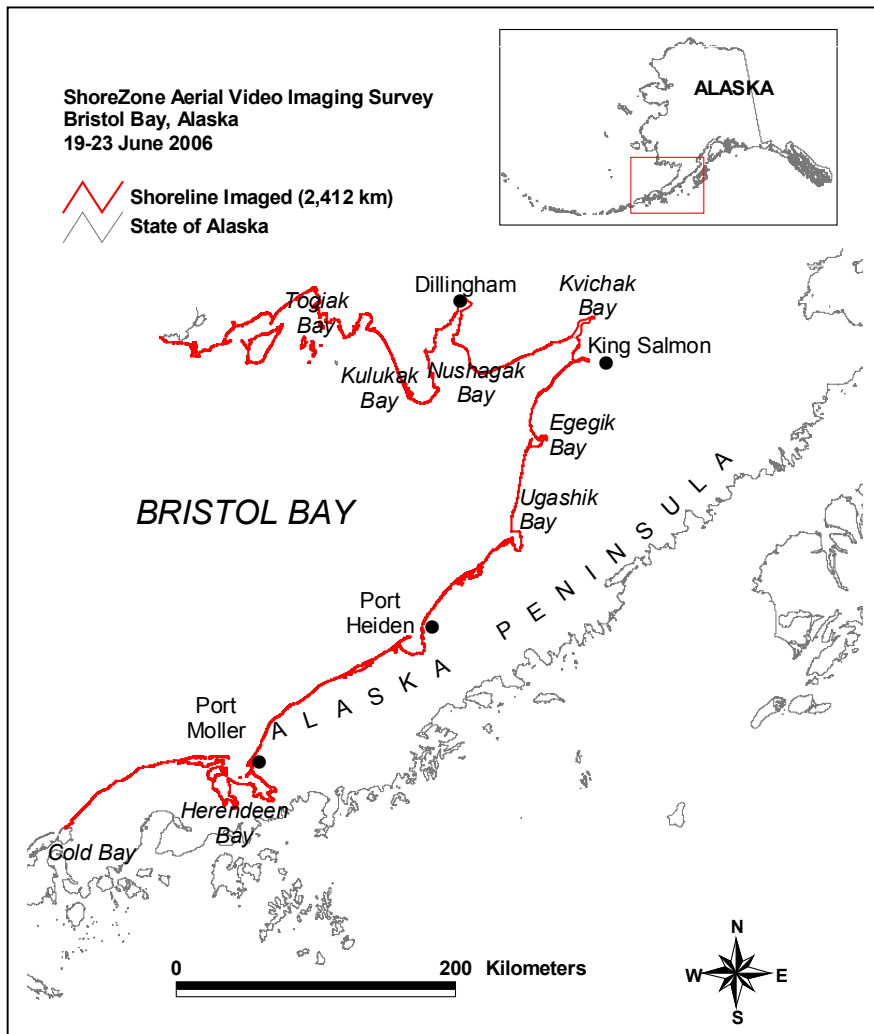 ShoreZone Aerial Video Imaging Survey
Bristol Bay, Alaska
19-23 June 2006
Shoreline Imaged (2,412 km)
State of Alaska
ALASKA
Togiak
Bay
Dillingham
Kvichak
Bay
King Salmon
Kulukak
Bay
Nushagak
Bay
Egegik
Bay
Ugashik
Bay
BRISTOL BAY
ALASKA PENINSULA
Port
Heiden
Port
Moller
Herendeen
Bay
Cold Bay
0
200 Kilometers
N
W
E
S